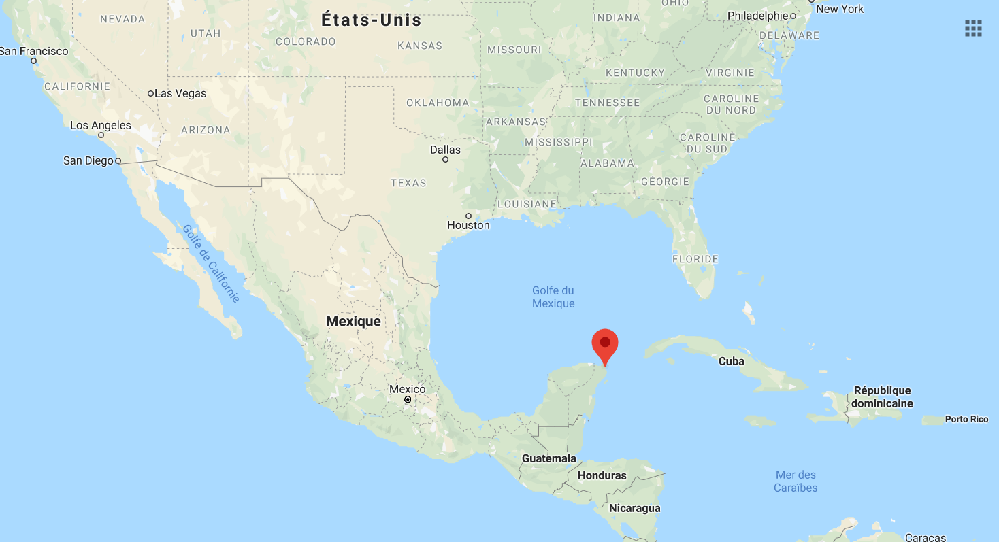 OHIO
New York
NEVADA
États-Unis
INDIANA
Philadelphie
UTAH
COLORADO
KANSAS
MISSOURI
DELAWARE
San Francisco
KENTUCKY
VIRGINIE
CALIFORNIE
Las Vegas
OKLAHOMA
TENNESSEE
CAROLINE
DU NORD
Los Angeles
ARIZONA
ARKANSAS
MISSISSIPPI
CAROLINE
DU SUD
San Diego
Dallas
ALABAMA
TEXAS
GÉORGIE
LOUISIANE
Houston
Golfe de Californie
FLORIDE
Golfe du
Mexique
Mexique
Cuba
Mexico
République
dominicaine
Porto Rico
Guatemala
Honduras
Mer des
Caraïbes
Nicaragua
Caracas